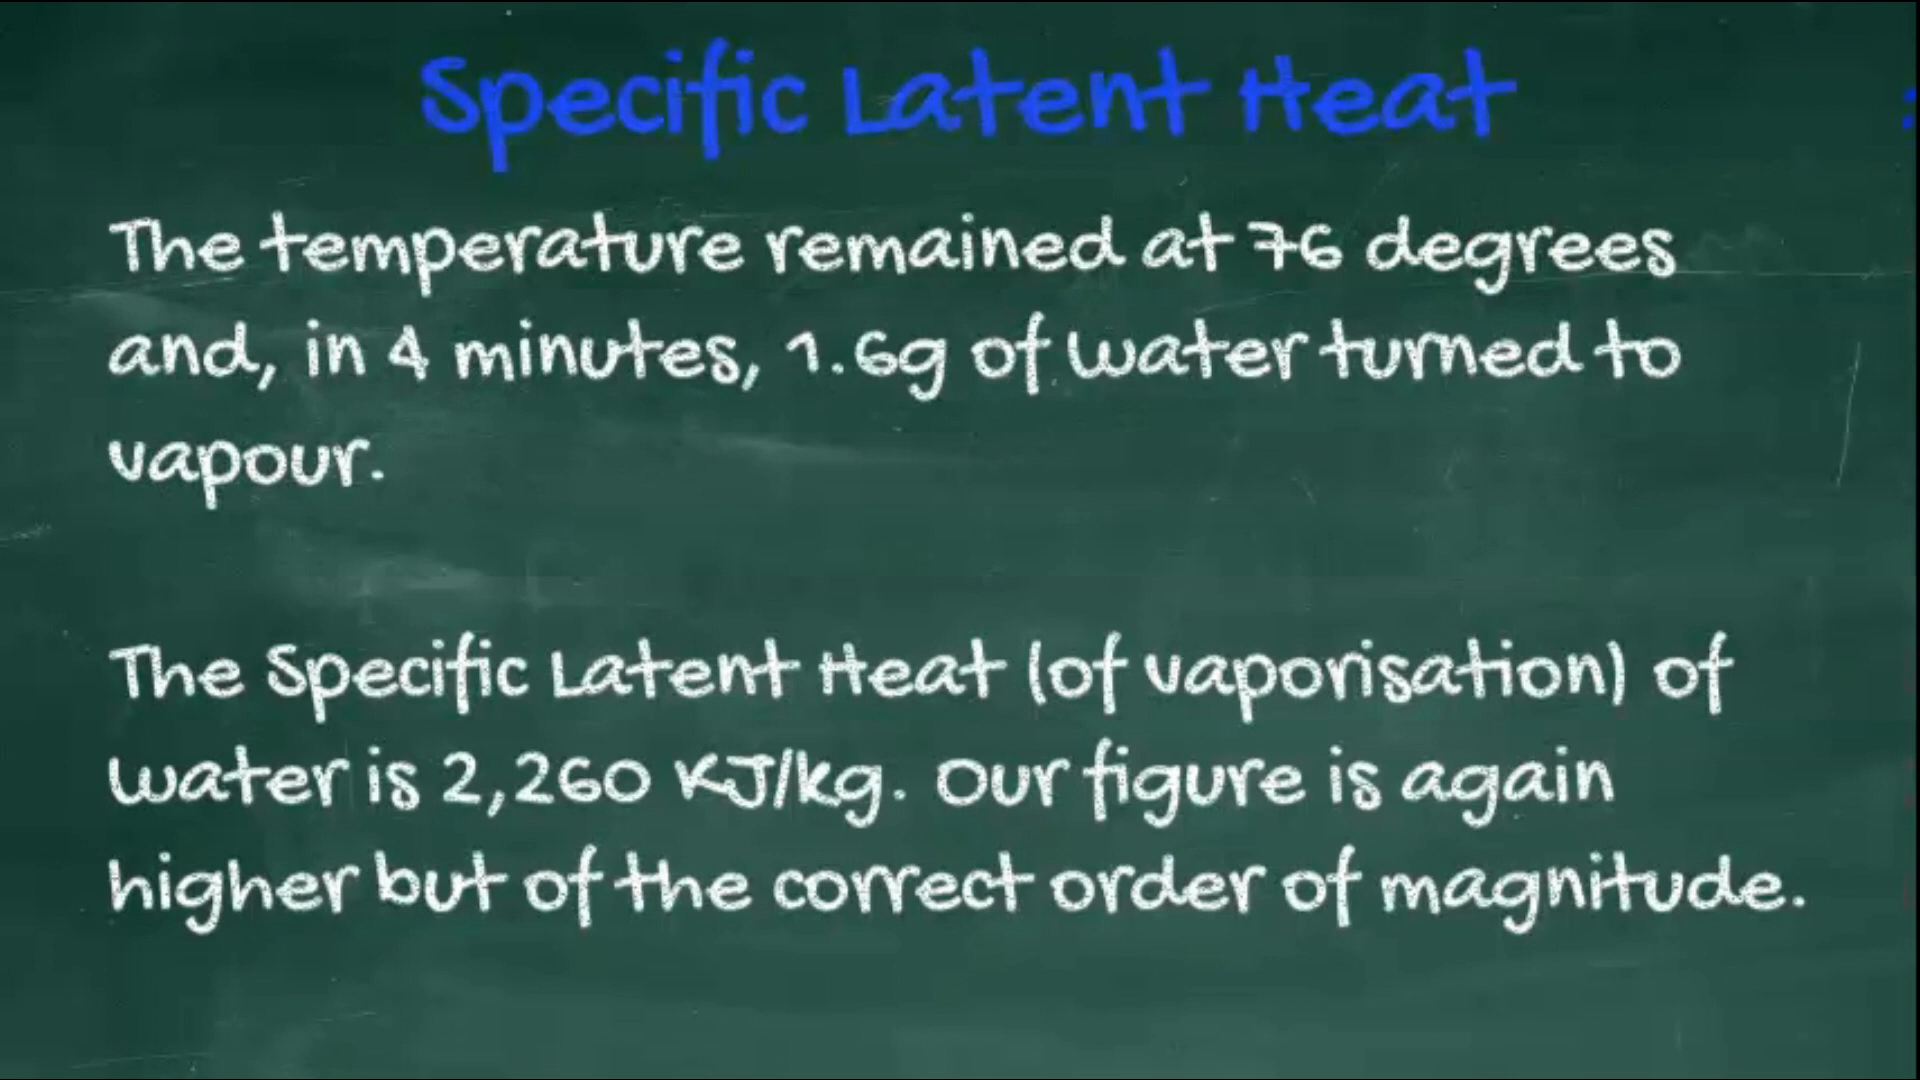 Specific Latent Heat
The temperature remained at 76 degrees
and, in 4 minutes, 1.6g of water turned to
vapour.
The Specific Latent Heat (of vaporisation) of
water is 2,260 KJ/kg. Our figure is again
higher but of the correct order of magnitude.